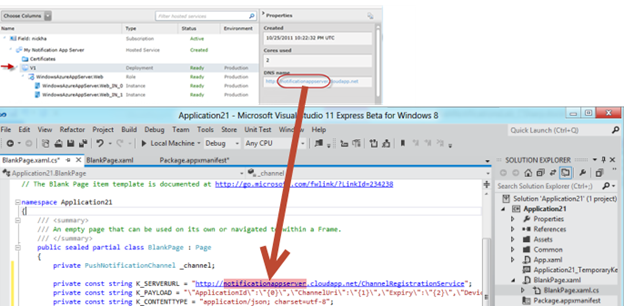 Choose Columns
Filter hosted services
Properties
Name
Type
Status
Environment
Created
10/25/2011 10:22:32 PM UTC
Field: mckha
Subscription
Active
My Notification App Server
Hosted Service
Created
Cores used
2
Certificates
V1
Deployment
Ready
Production
DNS name
http://notificationappserver.cloudapp.net
WindowsAzureAppServer.Web
Role
Ready
Production
WindowsAzureAppServer.Web_IN_0
Instance
Ready
Production
WindowsAzureAppServer.Web_IN_1
Instance
Ready
Production
Application21 - Microsoft Visual Studio 11 Express Beta for Windows 8
File Edit View Refactor Project Build Debug Team Tools Store Unit Test Window Help
Quick Launch (Ctrl+Q)
Local Machine Debug Any CPU
BlankPage.xaml.cs* BlankPage.xaml Package.appxmanifest*
SOLUTION EXPLORER
Application21.BlankPage
_channel
// The Blank Page item template is documented at http://go.microsoft.com/fwlink/?LinkId=234238
Search Solution Explorer (Ctrl+;)
Solution 'Application21' (1 project)
Application21
namespace Application21
Properties
{
References
/// <summary>
Assets
/// An empty page that can be used on its own or navigated to within a Frame.
Common
/// </summary>
App.xaml
public sealed partial class BlankPage : Page
Application21_TemporaryKe
{
BlankPage.xaml
private PushNotificationChannel _channel;
BlankPage.xaml.cs
Package.appxmanifest
private const string K_SERVERURL = "http://notificationappserver.cloudapp.net/ChannelRegistrationService";
private const string K_PAYLOAD = "\"ApplicationId\":\"{0}\",\"ChannelUri\":\"{1}\",\"Expiry\":\"{2}\",\"Devic
private const string K_CONTENTTYPE = "application/json; charset=utf-8";